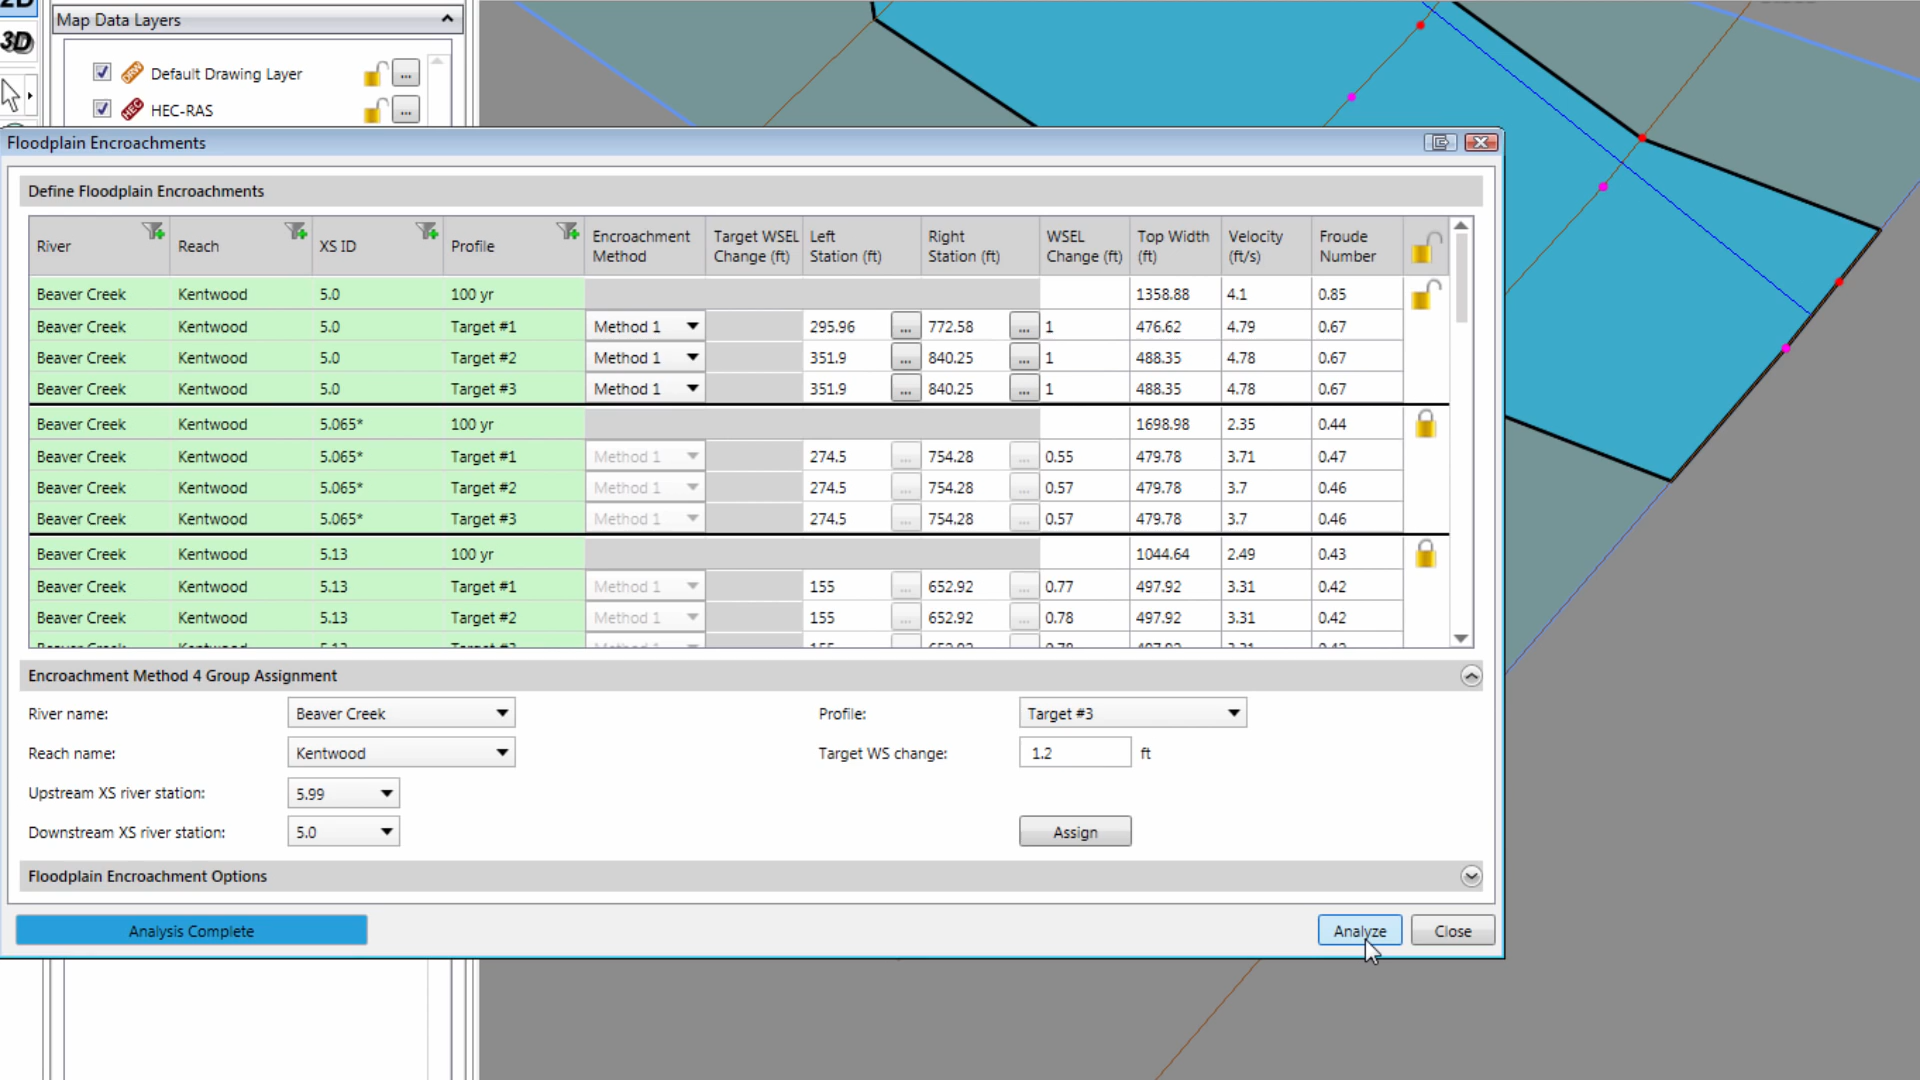 2D
Map Data Layers
3D
Default Drawing Layer ...
HEC-RAS ...
Floodplain Encroachments
Define Floodplain Encroachments
River Reach XS ID Profile Encroachment Method Target WSEL Change (ft) Left Station (ft) Right Station (ft) WSEL Change (ft) Top Width (ft) Velocity (ft/s) Froude Number
Beaver Creek Kentwood 5.0 100 yr 1358.88 4.1 0.85
Beaver Creek Kentwood 5.0 Target #1 Method 1 295.96 ... 772.58 ... 1 476.62 4.79 0.67
Beaver Creek Kentwood 5.0 Target #2 Method 1 351.9 ... 840.25 ... 1 488.35 4.78 0.67
Beaver Creek Kentwood 5.0 Target #3 Method 1 351.9 ... 840.25 ... 1 488.35 4.78 0.67
Beaver Creek Kentwood 5.065* 100 yr 1698.98 2.35 0.44
Beaver Creek Kentwood 5.065* Target #1 Method 1 274.5 ... 754.28 ... 0.55 479.78 3.71 0.47
Beaver Creek Kentwood 5.065* Target #2 Method 1 274.5 ... 754.28 ... 0.57 479.78 3.7 0.46
Beaver Creek Kentwood 5.065* Target #3 Method 1 274.5 ... 754.28 ... 0.57 479.78 3.7 0.46
Beaver Creek Kentwood 5.13 100 yr 1044.64 2.49 0.43
Beaver Creek Kentwood 5.13 Target #1 Method 1 155 ... 652.92 ... 0.77 497.92 3.31 0.42
Beaver Creek Kentwood 5.13 Target #2 Method 1 155 ... 652.92 ... 0.78 497.92 3.31 0.42
Encroachment Method 4 Group Assignment
River name: Beaver Creek Profile: Target #3
Reach name: Kentwood Target WS change: 1.2 ft
Upstream XS river station: 5.99
Downstream XS river station: 5.0 Assign
Floodplain Encroachment Options
Analysis Complete Analyze Close